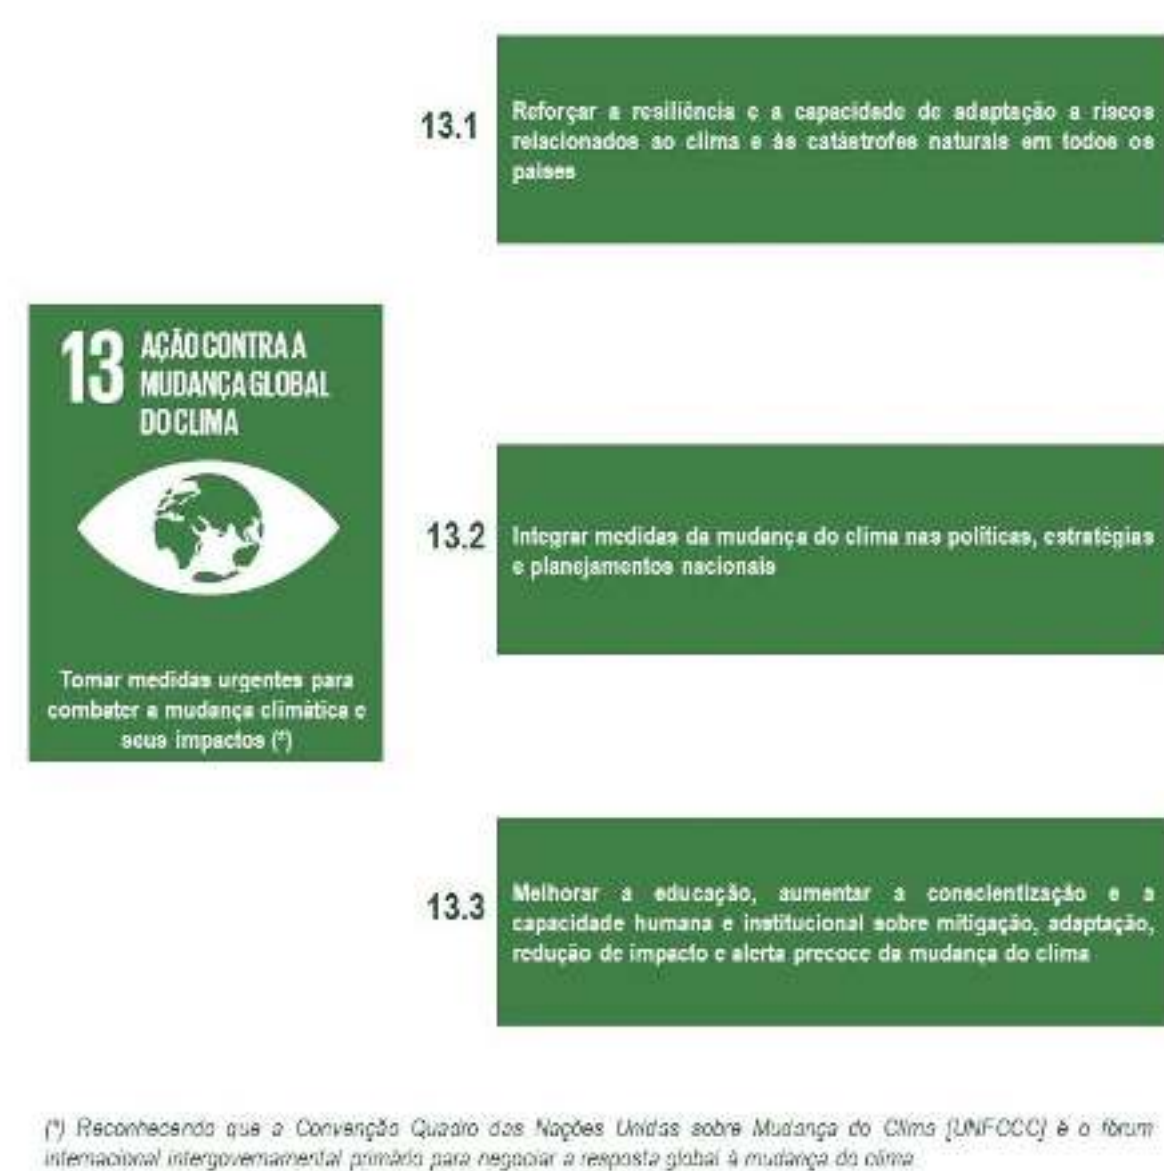 13.1
Reforçar a resiliência e a capacidade de adaptação a riscos
relacionados ao clima e às catástrofes naturais em todos os
países
13 AÇÃO CONTRA A
MUDANÇA GLOBAL
DO CLIMA
Tomar medidas urgentes para
combater a mudança climática e
seus impactos (*)
13.2
Integrar medidas da mudança do clima nas políticas, estratégias
e planejamentos nacionais
13.3
Melhorar a educação, aumentar a conscientização e a
capacidade humana e institucional sobre mitigação, adaptação,
redução de impacto e alerta precoce da mudança do clima
(*) Reconhecendo que a Convenção Quadro das Nações Unidas sobre Mudança do Clima [UNFCCC] é o fórum
internacional intergovernamental primário para negociar a resposta global à mudança do clima